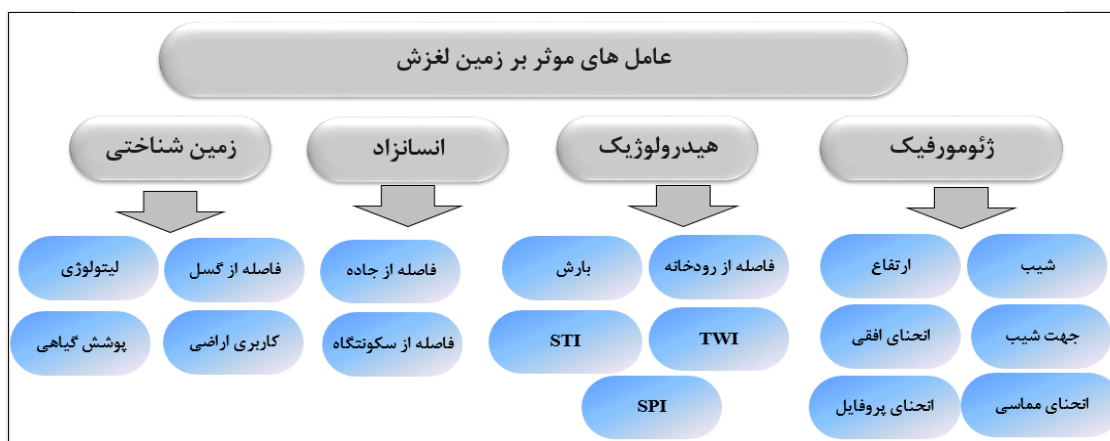 عامل های موثر بر زمین لغزش
ژئومورفیک
هیدرولوژیک
انسانزاد
زمین شناختی
شیب
ارتفاع
جهت شیب
انحنای افقی
انحنای مماسی
انحنای پروفایل
فاصله از رودخانه
بارش
TWI
STI
SPI
فاصله از جاده
فاصله از سکونتگاه
فاصله از گسل
لیتولوژی
کاربری اراضی
پوشش گیاهی